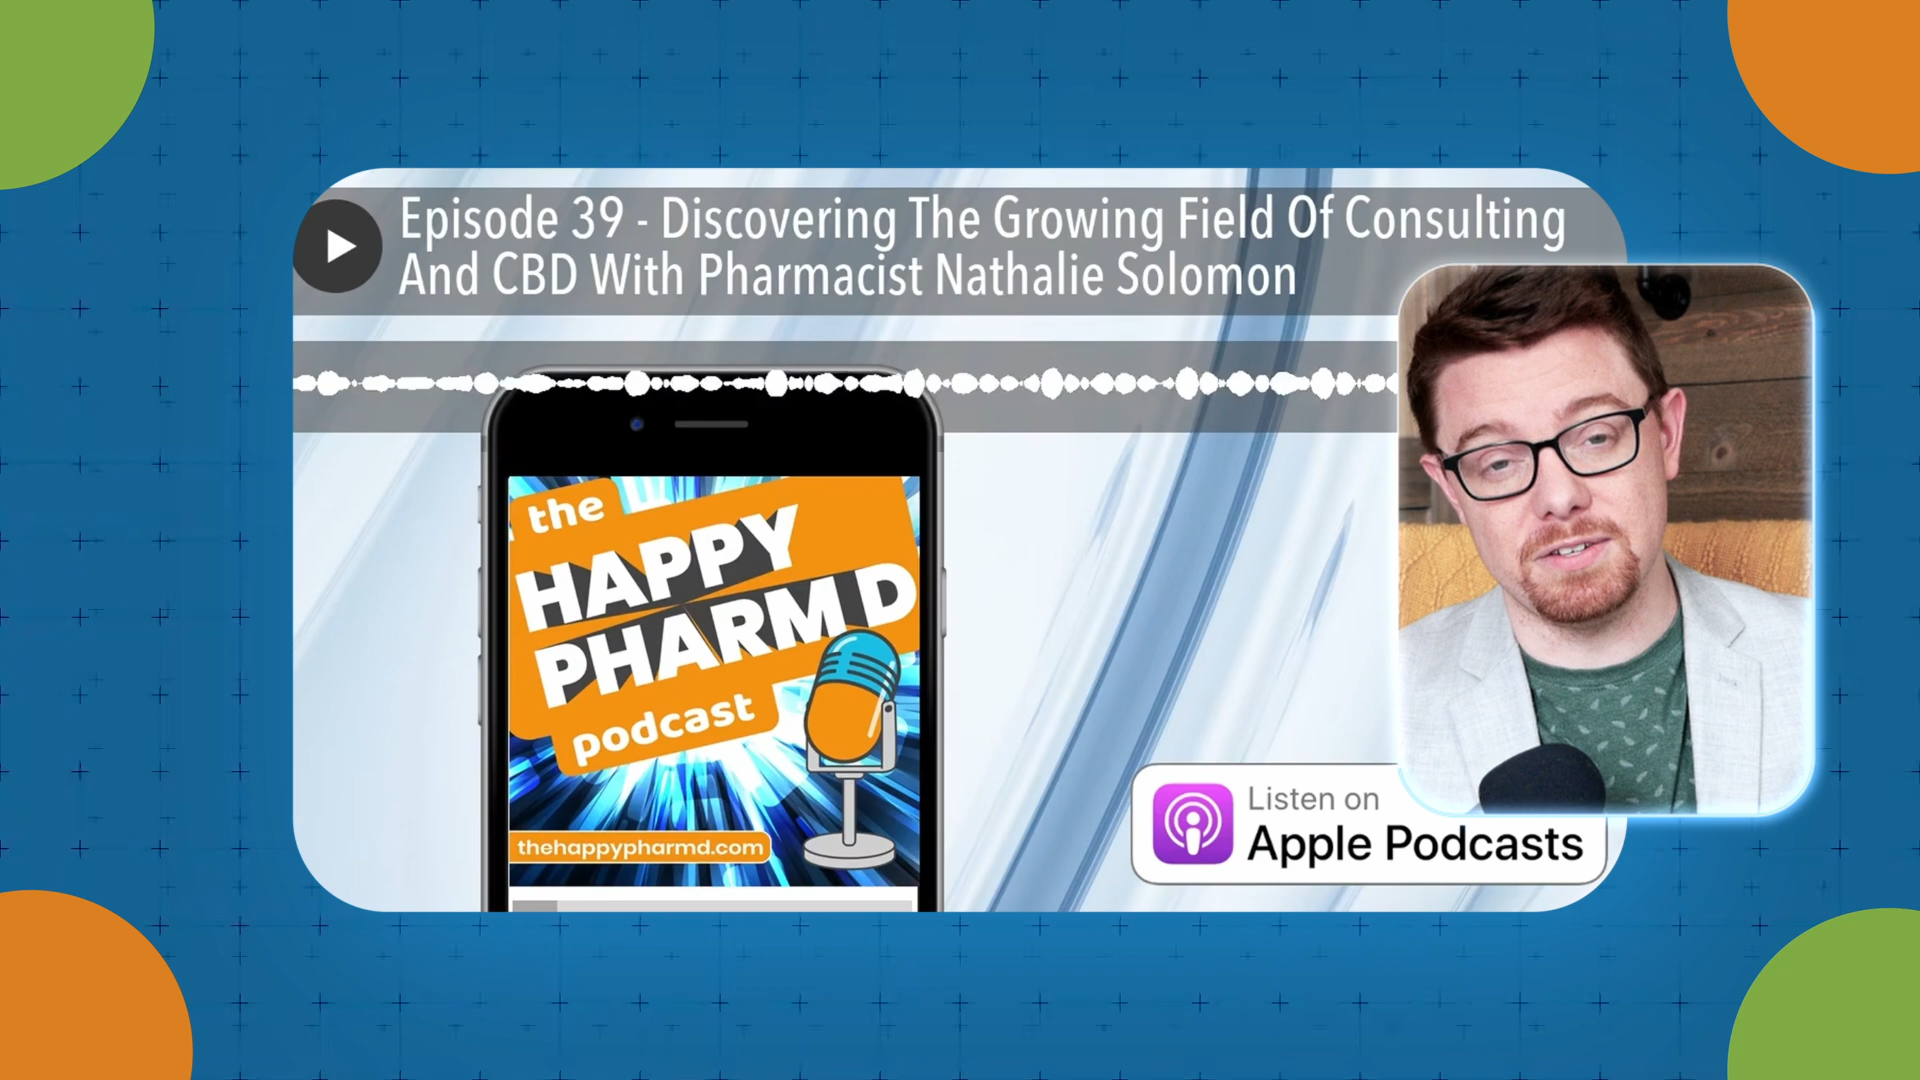 Episode 39 - Discovering The Growing Field Of Consulting
And CBD With Pharmacist Nathalie Solomon
the
HAPPY
PHARM D
podcast
thehappypharmd.com
Listen on
Apple Podcasts